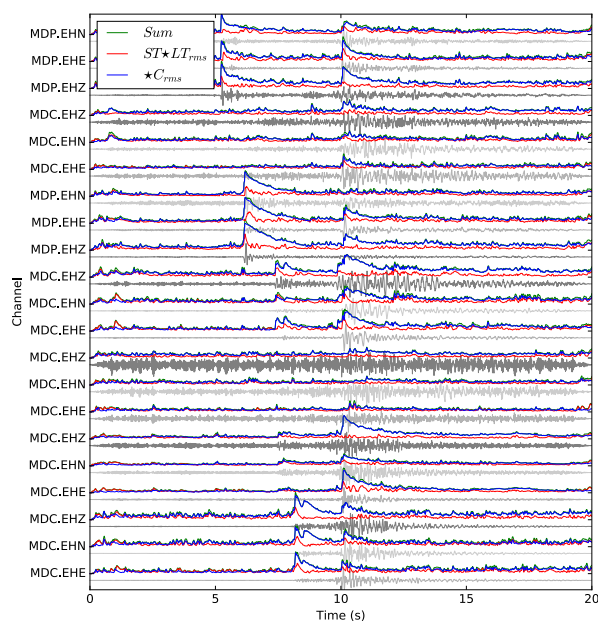 Sum
ST★LT_rms
★C_rms
MDP.EHN
MDP.EHE
MDP.EHZ
MDC.EHZ
MDC.EHN
MDC.EHE
MDP.EHN
MDP.EHE
MDP.EHZ
MDC.EHZ
MDC.EHN
MDC.EHE
MDC.EHZ
MDC.EHN
MDC.EHE
MDC.EHZ
MDC.EHN
MDC.EHE
MDC.EHZ
MDC.EHN
MDC.EHE
Channel
0 5 10 15 20
Time (s)